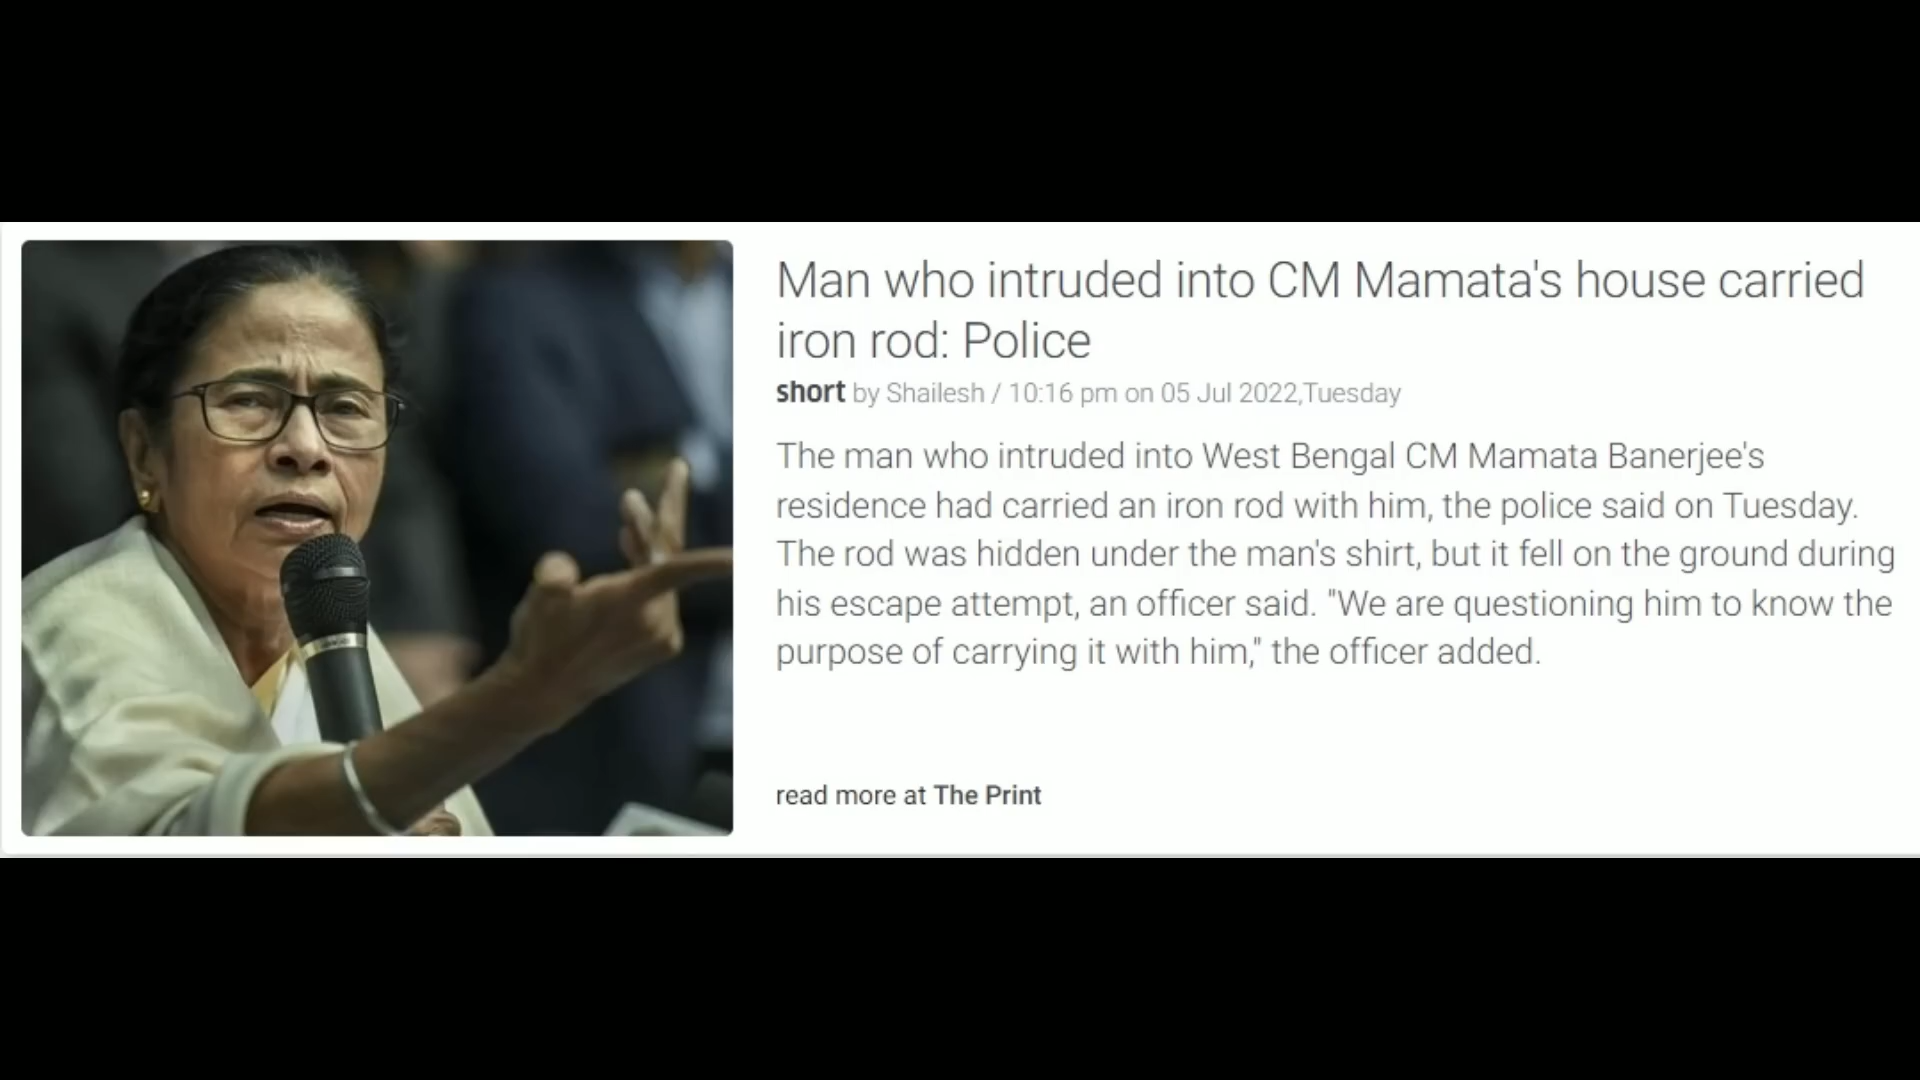 Man who intruded into CM Mamata's house carried
iron rod: Police
short by Shailesh / 10:16 pm on 05 Jul 2022,Tuesday
The man who intruded into West Bengal CM Mamata Banerjee's
residence had carried an iron rod with him, the police said on Tuesday.
The rod was hidden under the man's shirt, but it fell on the ground during
his escape attempt, an officer said. "We are questioning him to know the
purpose of carrying it with him," the officer added.
read more at The Print